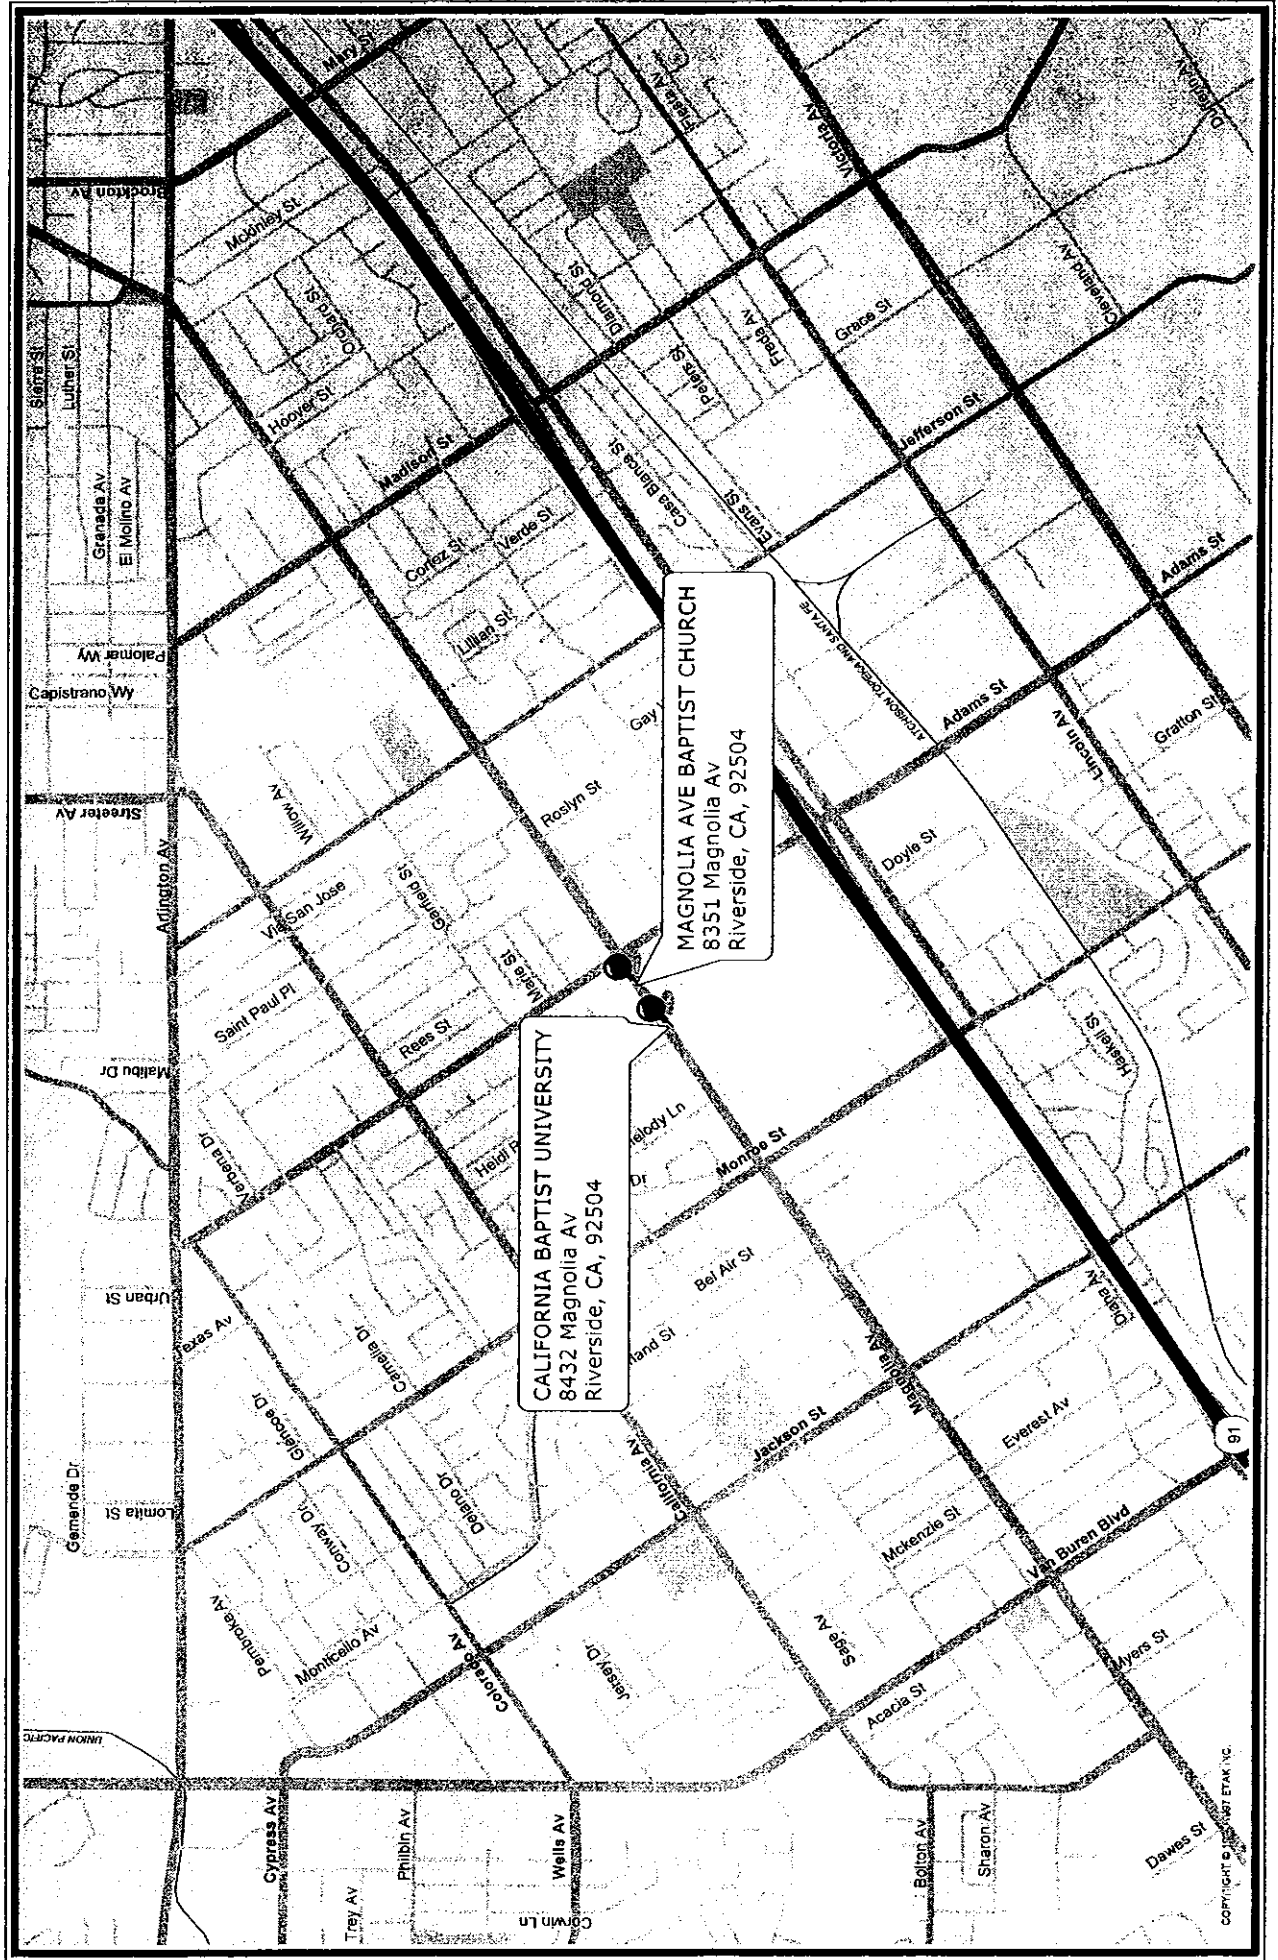 CALIFORNIA BAPTIST UNIVERSITY
8432 Magnolia Av
Riverside, CA, 92504
MAGNOLIA AVE BAPTIST CHURCH
8351 Magnolia Av
Riverside, CA, 92504
UNION PACIFIC
Gemende Dr
Lomita St
Urban St
Malibu Dr
Arlington Av
Streeter Av
Capistrano Wy
Palomar Wy
Granada Av
El Molino Av
Sierra St
Luther St
Brockton Av
Mary St
Cypress Av
Trey Av
Philbin Av
Wells Av
Corwin Ln
Pembroke Av
Monticello Av
Conway Dr
Glencoe Dr
Texas Av
Verbena Dr
Camelia Dr
Delano Dr
Colorado Av
Jersey Dr
Saint Paul Pl
Via San Jose
Willow Av
Rees St
Garfield St
Marie St
Heidi
Dr
Roslyn St
Gay
Lillian St
Cortez St
Verde St
Madison St
Hoover St
Orchard St
Mckinley St
California Av
Jackson St
Bel Air St
Monroe St
Magnolia Av
Sage Av
Acacia St
Mckenzie St
Everest Av
Van Buren Blvd
Myers St
Bolton Av
Sharon Av
Dawes St
Diana Av
91
Haskell St
Doyle St
Adams St
ATCHISON TOPEKA AND SANTA FE
Lincoln Av
Gratton St
Adams St
Evans St
Casa Blanca St
Peters St
Diamond St
Freda Av
Grace St
Jefferson St
Cleveland Av
Victoria Av
Dufferin Av